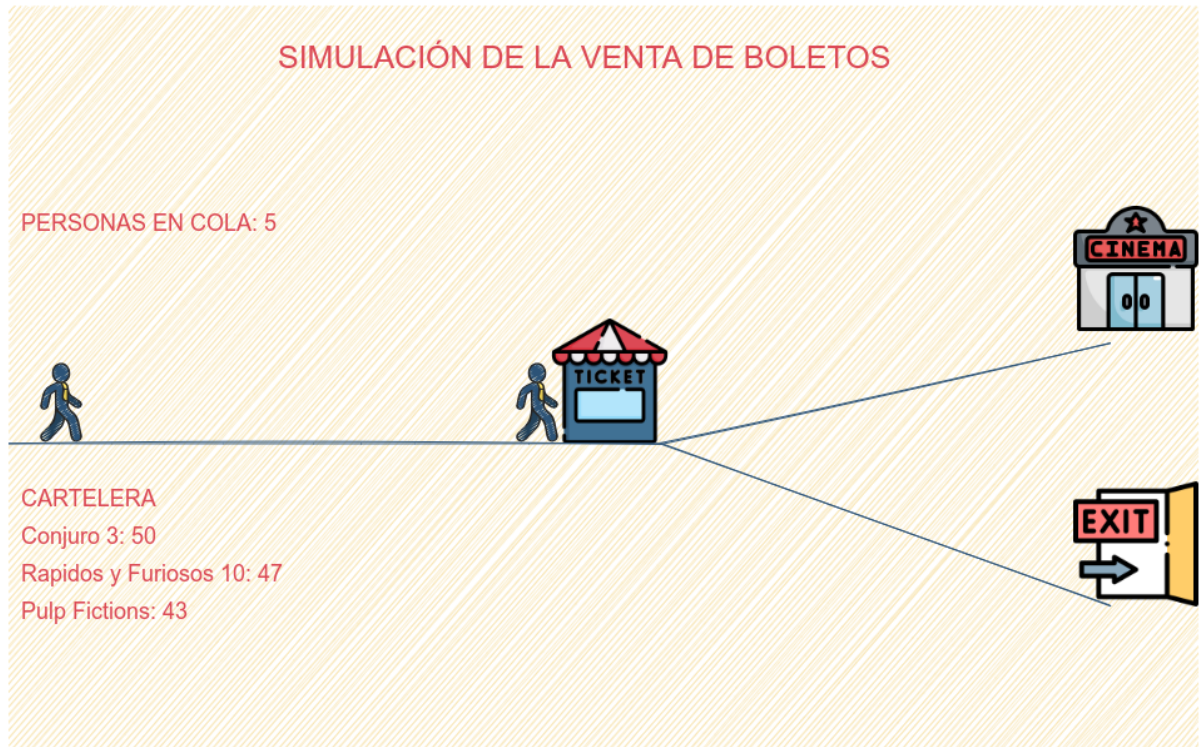 SIMULACIÓN DE LA VENTA DE BOLETOS
PERSONAS EN COLA: 5
CINEMA
TICKET
CARTELERA
Conjuro 3: 50
Rapidos y Furiosos 10: 47
Pulp Fictions: 43
EXIT